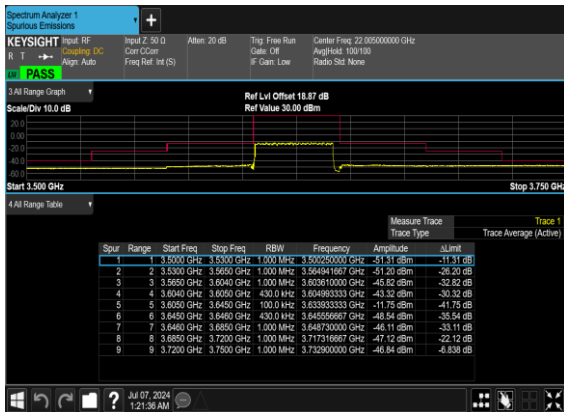 Spectrum Analyzer 1
Spurious Emissions
KEYSIGHT Input: RF Input Z: 50 Ω Atten: 20 dB Trig: Free Run Center Freq: 22.005000000 GHz
R T Coupling: DC Corr CCorr Gate: Off Avg|Hold: 100/100
Align: Auto Freq Ref: Int (S) IF Gain: Low Radio Std: None
PASS
3 All Range Graph
Ref Lvl Offset 18.87 dB
Scale/Div 10.0 dB Ref Value 30.00 dBm
20.0
0.00
-20.0
-40.0
-60.0
Start 3.500 GHz Stop 3.750 GHz
4 All Range Table
Measure Trace Trace 1
Trace Type Trace Average (Active)
Spur Range Start Freq Stop Freq RBW Frequency Amplitude ΔLimit
1 1 3.5000 GHz 3.5300 GHz 1.000 MHz 3.500250000 GHz -51.31 dBm -11.31 dB
2 2 3.5300 GHz 3.5650 GHz 1.000 MHz 3.564941667 GHz -51.20 dBm -26.20 dB
3 3 3.5650 GHz 3.6040 GHz 1.000 MHz 3.603610000 GHz -45.82 dBm -32.82 dB
4 4 3.6040 GHz 3.6050 GHz 430.0 kHz 3.604993333 GHz -43.32 dBm -30.32 dB
5 5 3.6050 GHz 3.6450 GHz 100.0 kHz 3.633933333 GHz -11.75 dBm -41.75 dB
6 6 3.6450 GHz 3.6460 GHz 430.0 kHz 3.645556667 GHz -48.54 dBm -35.54 dB
7 7 3.6460 GHz 3.6850 GHz 1.000 MHz 3.648730000 GHz -46.11 dBm -33.11 dB
8 8 3.6850 GHz 3.7200 GHz 1.000 MHz 3.717316667 GHz -47.12 dBm -22.12 dB
9 9 3.7200 GHz 3.7500 GHz 1.000 MHz 3.732900000 GHz -46.84 dBm -6.838 dB
? Jul 07, 2024
1:21:36 AM